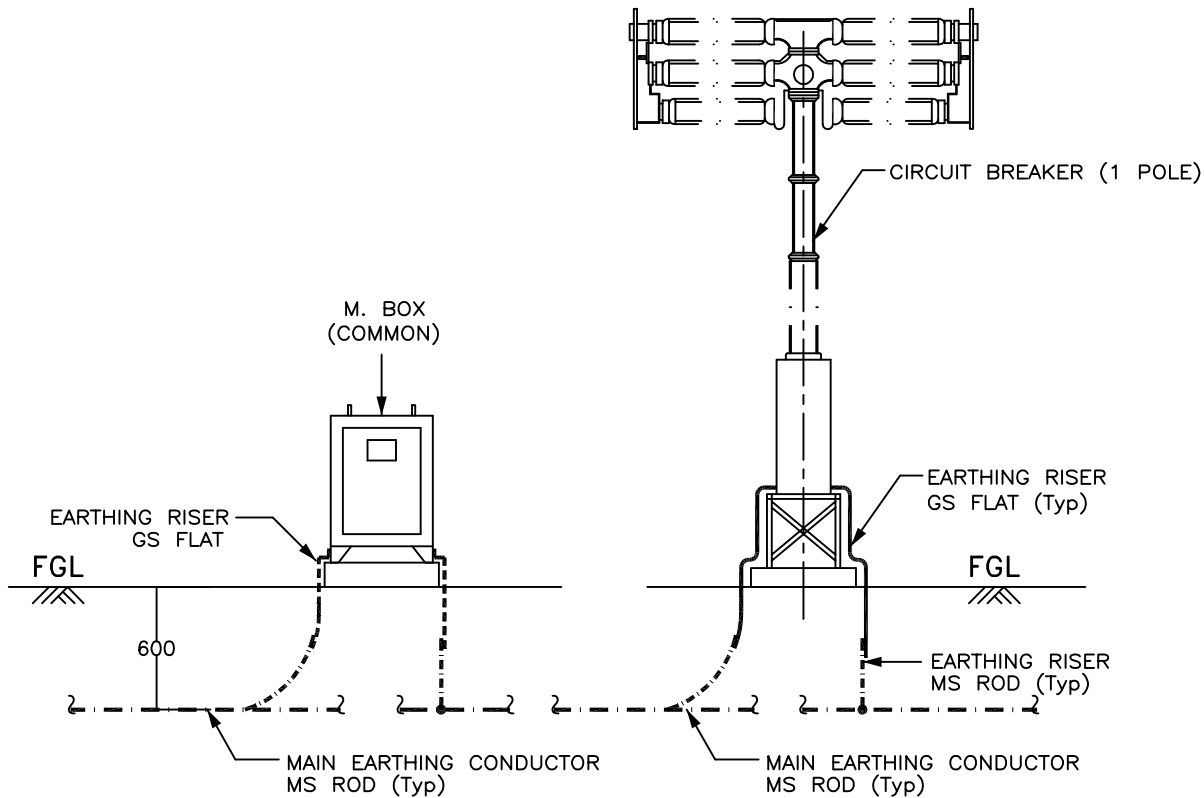 CIRCUIT BREAKER (1 POLE)
M. BOX
(COMMON)
EARTHING RISER
GS FLAT
EARTHING RISER
GS FLAT (Typ)
FGL
FGL
600
EARTHING RISER
MS ROD (Typ)
MAIN EARTHING CONDUCTOR
MS ROD (Typ)
MAIN EARTHING CONDUCTOR
MS ROD (Typ)